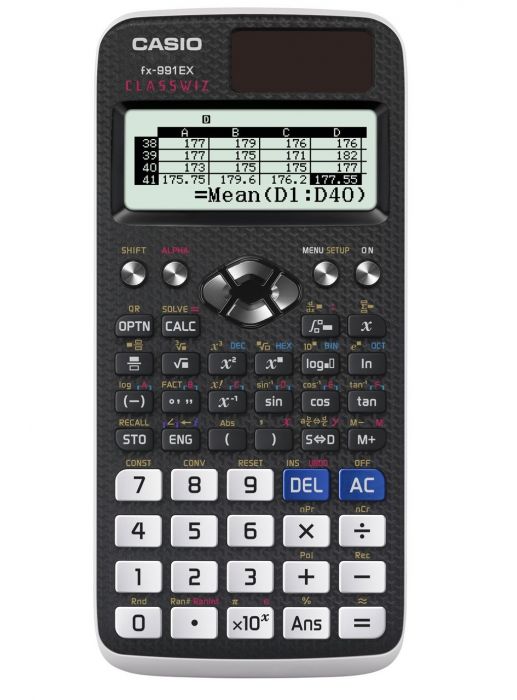 CASIO
fx-991EX
CLASSWIZ
D
A B C D
38 177 179 176 176
39 177 175 171 182
40 173 175 175 177
41 175.75 179.6 176.2 177.55
=Mean(D1:D40)
SHIFT ALPHA MENU SETUP ON
QR SOLVE =
OPTN CALC x
x³ DEC HEX 10 BIN e OCT
√ x² x log In
log A FACT B x! C sin⁻¹ D cos⁻¹ E tan⁻¹ F
(−) x⁻¹ sin cos tan
RECALL ∠ i Abs x y M− M
STO ENG ( ) S⇔D M+
CONST CONV RESET INS UNDO OFF
7 8 9 DEL AC
nPr nCr
4 5 6 × ÷
Pol Rec
1 2 3 + −
Rnd Ran# RanInt π e % ≈
0 • ×10ˣ Ans =